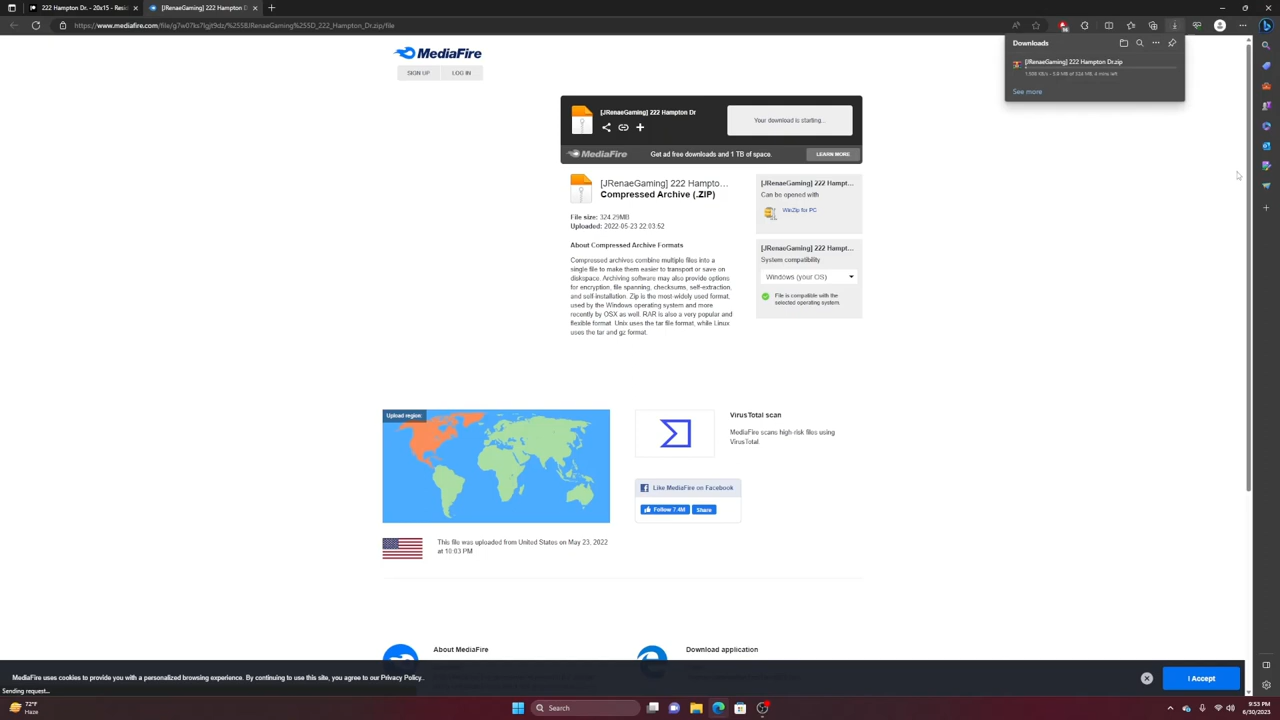 222 Hampton Dr. - 20x15 - Resi
[JRenaeGaming] 222 Hampton D
https://www.mediafire.com/file/g7w07ks7lgjt9dz/%255BJRenaeGaming%255D_222_Hampton_Dr.zip/file
Downloads
[JRenaeGaming] 222 Hampton Dr.zip
See more
MediaFire
SIGN UP
LOG IN
[JRenaeGaming] 222 Hampton Dr
Your download is starting...
MediaFire
Get ad free downloads and 1 TB of space.
LEARN MORE
[JRenaeGaming] 222 Hampto...
Compressed Archive (.ZIP)
File size: 324.29MB
Uploaded: 2022-05-23 22:03:52
About Compressed Archive Formats
Compressed archives combine multiple files into a
single file to make them easier to transport or save on
diskspace. Archiving software may also provide options
for encryption, file spanning, checksums, self-extraction,
and self-installation. Zip is the most-widely used format,
used by the Windows operating system and more
recently by OSX as well. RAR is also a very popular and
flexible format. Unix uses the tar file format, while Linux
uses the tar and gz format.
[JRenaeGaming] 222 Hampt...
Can be opened with
WinZip for PC
[JRenaeGaming] 222 Hampt...
System compatibility
Windows (your OS)
File is compatible with the
selected operating system.
Upload region:
VirusTotal scan
MediaFire scans high-risk files using
VirusTotal.
Like MediaFire on Facebook
Follow 7.4M
Share
This file was uploaded from United States on May 23, 2022
at 10:03 PM
About MediaFire
Download application
MediaFire uses cookies to provide you with a personalized browsing experience. By continuing to use this site, you agree to our Privacy Policy.
I Accept
Sending request...
72°F
Haze
Search
9:53 PM
6/30/2023